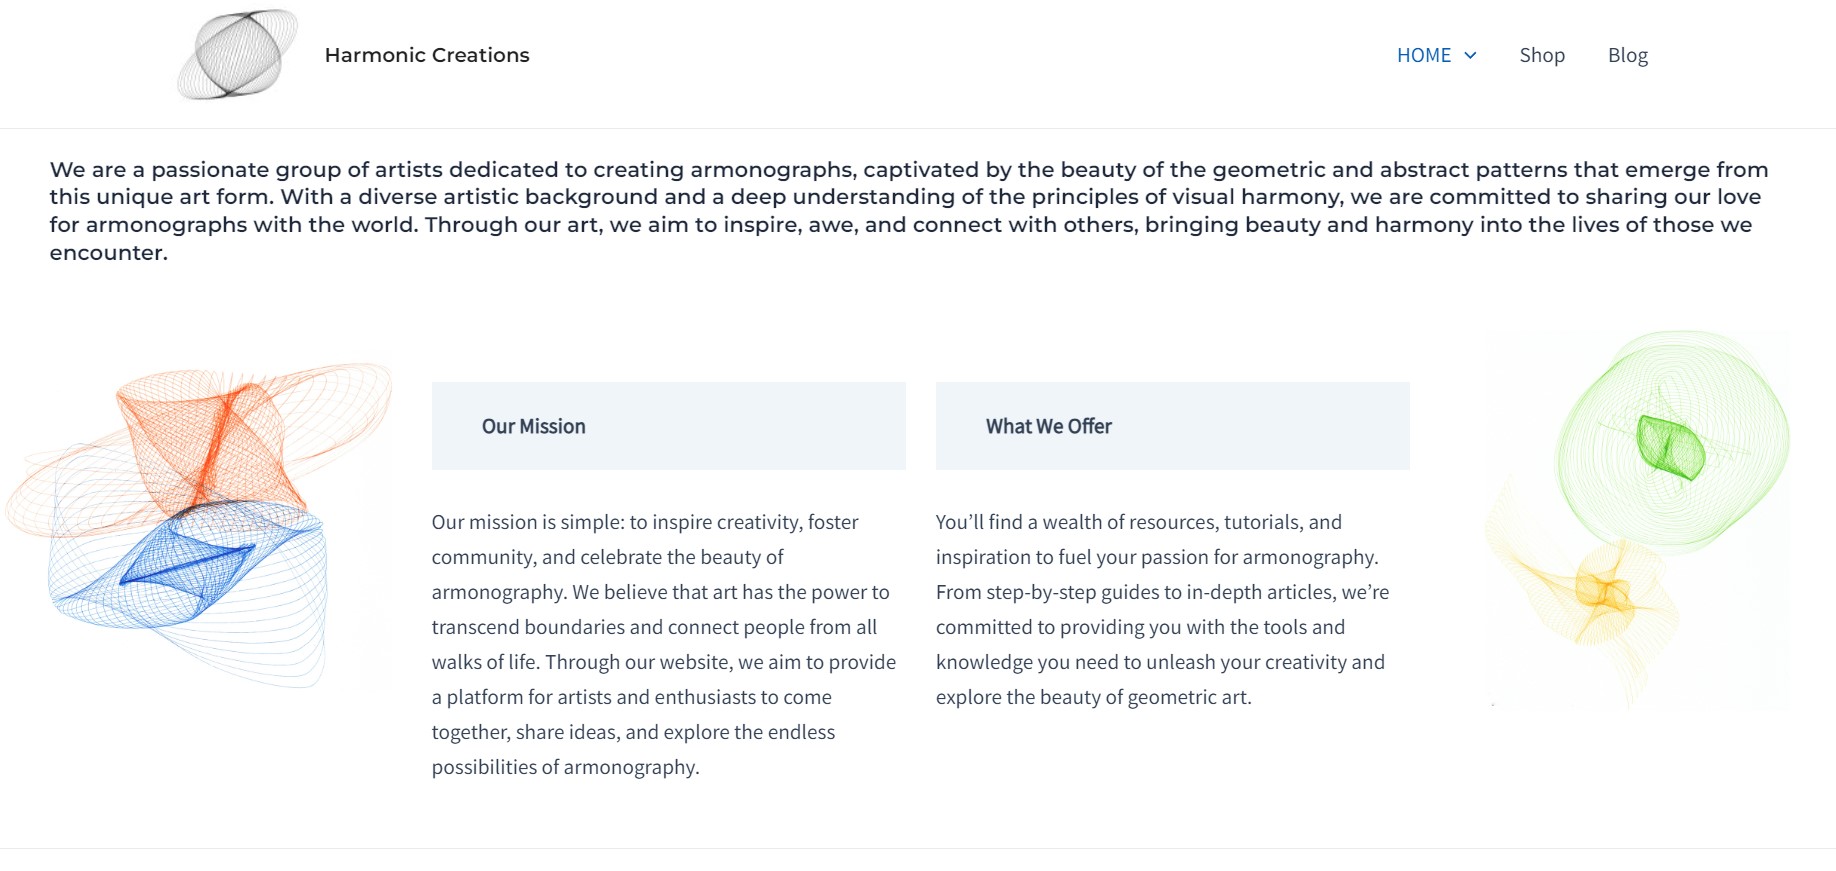 Harmonic Creations
HOME
Shop
Blog
We are a passionate group of artists dedicated to creating armonographs, captivated by the beauty of the geometric and abstract patterns that emerge from
this unique art form. With a diverse artistic background and a deep understanding of the principles of visual harmony, we are committed to sharing our love
for armonographs with the world. Through our art, we aim to inspire, awe, and connect with others, bringing beauty and harmony into the lives of those we
encounter.
Our Mission
Our mission is simple: to inspire creativity, foster
community, and celebrate the beauty of
armonography. We believe that art has the power to
transcend boundaries and connect people from all
walks of life. Through our website, we aim to provide
a platform for artists and enthusiasts to come
together, share ideas, and explore the endless
possibilities of armonography.
What We Offer
You’ll find a wealth of resources, tutorials, and
inspiration to fuel your passion for armonography.
From step-by-step guides to in-depth articles, we’re
committed to providing you with the tools and
knowledge you need to unleash your creativity and
explore the beauty of geometric art.